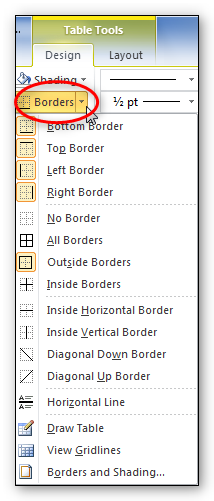 Table Tools
Design Layout
Shading
Borders ½ pt
Bottom Border
Top Border
Left Border
Right Border
No Border
All Borders
Outside Borders
Inside Borders
Inside Horizontal Border
Inside Vertical Border
Diagonal Down Border
Diagonal Up Border
Horizontal Line
Draw Table
View Gridlines
Borders and Shading...